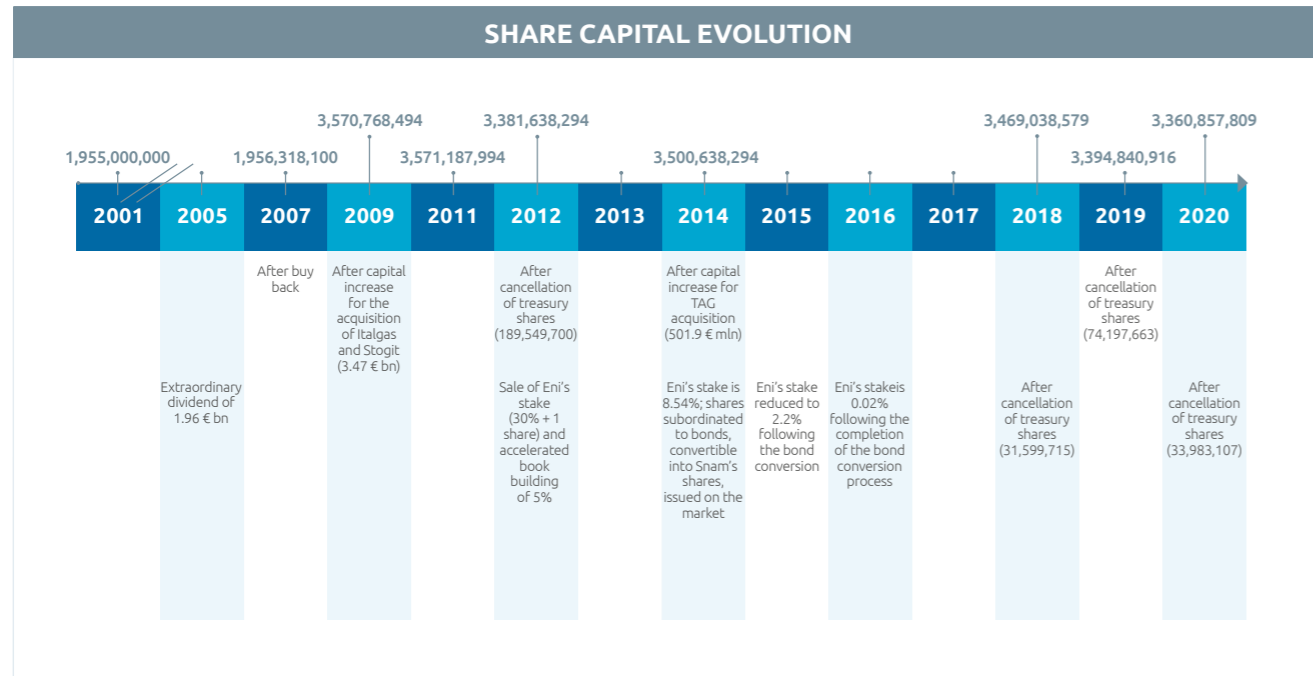 SHARE CAPITAL EVOLUTION
3,570,768,494
3,381,638,294
3,469,038,579
3,360,857,809
1,955,000,000
1,956,318,100
3,571,187,994
3,500,638,294
3,394,840,916
2001
2005
2007
2009
2011
2012
2013
2014
2015
2016
2017
2018
2019
2020
Extraordinary
dividend of
1.96 € bn
After buy
back
After capital
increase
for the
acquisition
of Italgas
and Stogit
(3.47 € bn)
After
cancellation
of treasury
shares
(189,549,700)
Sale of Eni's
stake
(30% + 1
share) and
accelerated
book
building
of 5%
After capital
increase for
TAG
acquisition
(501.9 € mln)
Eni's stake is
8.54%; shares
subordinated
to bonds,
convertible
into Snam's
shares,
issued on the
market
Eni's stake
reduced to
2.2%
following
the bond
conversion
Eni's stakeis
0.02%
following the
completion
of the bond
conversion
process
After
cancellation
of treasury
shares
(31,599,715)
After
cancellation
of treasury
shares
(74,197,663)
After
cancellation
of treasury
shares
(33,983,107)